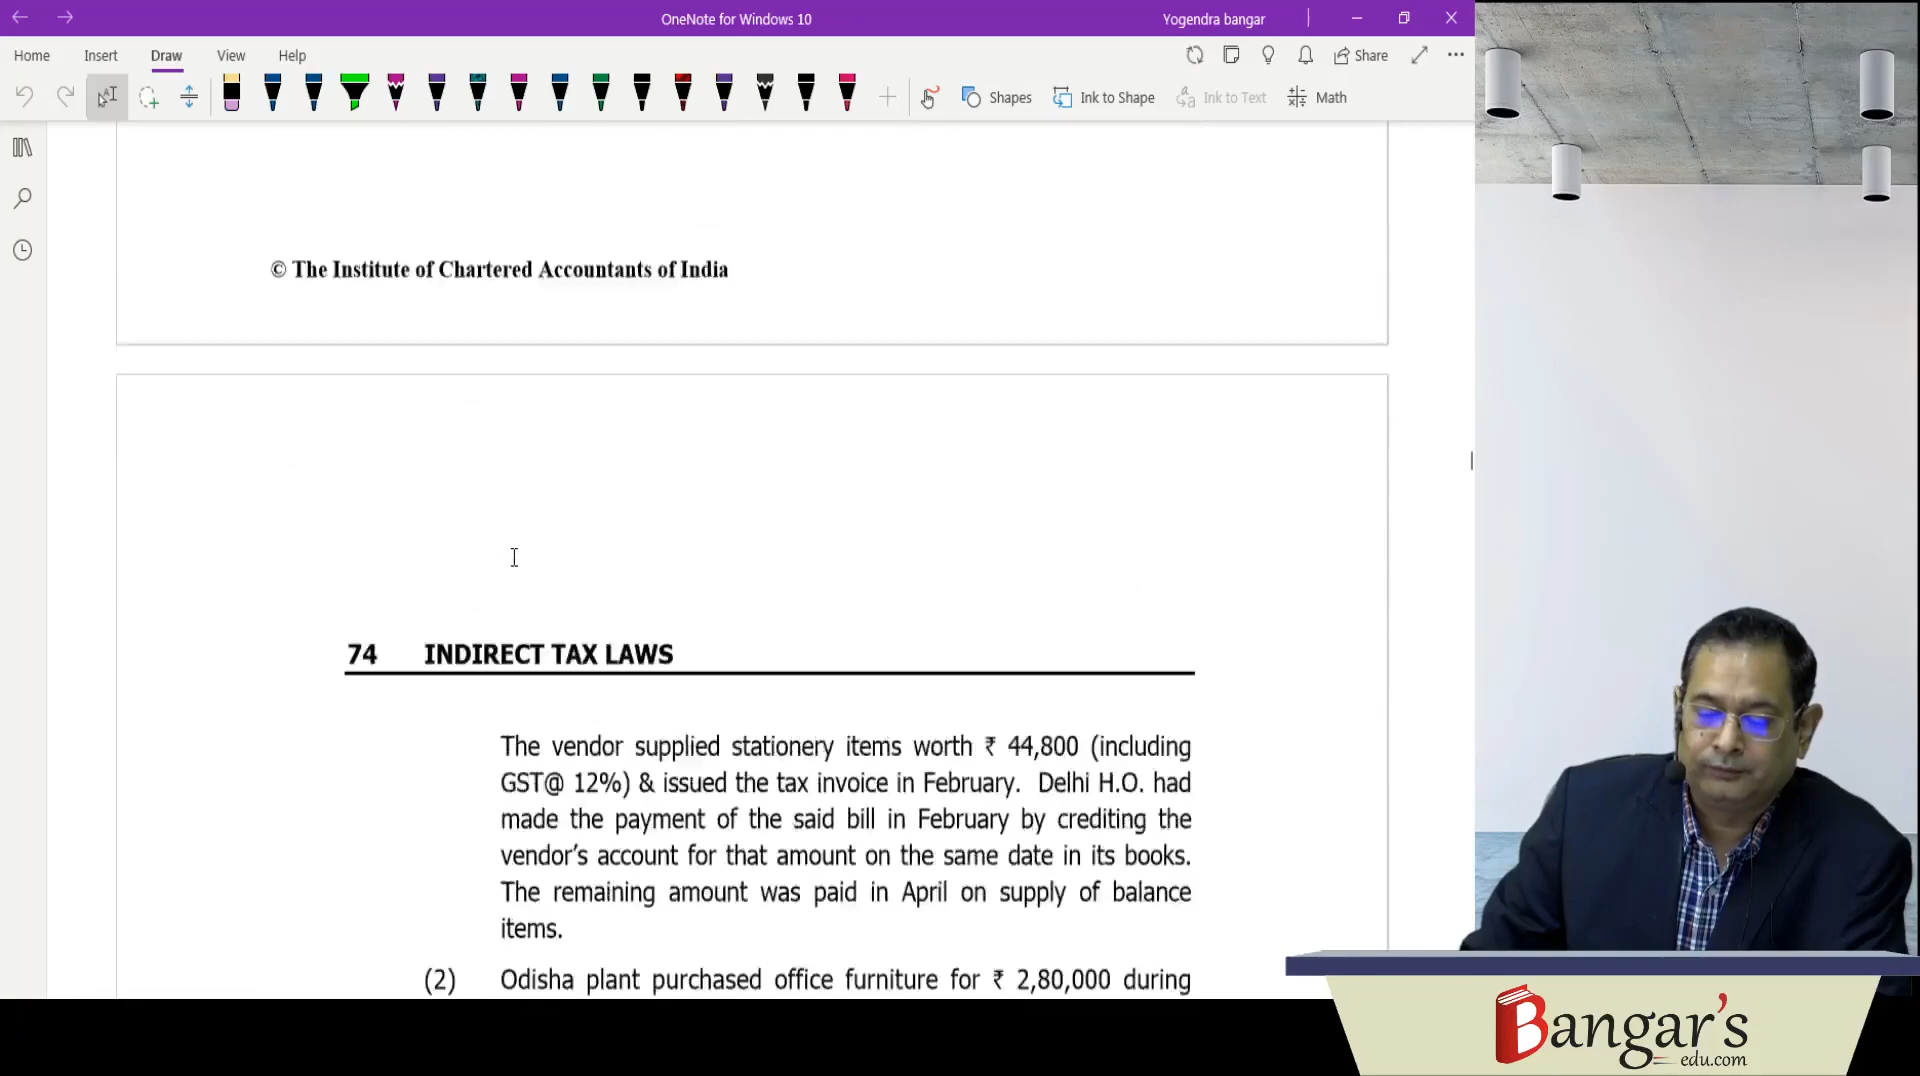 OneNote for Windows 10
Yogendra bangar
Home Insert Draw View Help
Share
Shapes Ink to Shape Ink to Text Math
© The Institute of Chartered Accountants of India
74 INDIRECT TAX LAWS
The vendor supplied stationery items worth ₹ 44,800 (including
GST@ 12%) & issued the tax invoice in February. Delhi H.O. had
made the payment of the said bill in February by crediting the
vendor's account for that amount on the same date in its books.
The remaining amount was paid in April on supply of balance
items.
(2) Odisha plant purchased office furniture for ₹ 2,80,000 during
Bangar's
edu.com